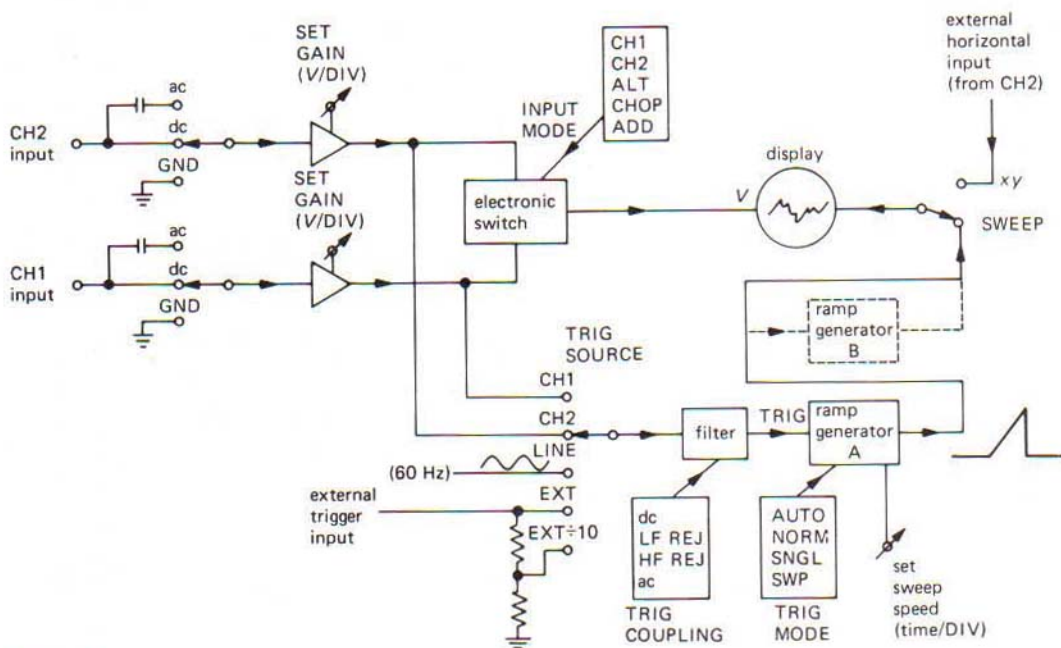 SET
GAIN
(V/DIV)
ac
CH2
input
dc
GND
SET
GAIN
(V/DIV)
ac
CH1
input
dc
GND
INPUT
MODE
CH1
CH2
ALT
CHOP
ADD
electronic
switch
V
display
external
horizontal
input
(from CH2)
xy
SWEEP
ramp
generator
B
TRIG
SOURCE
CH1
CH2
LINE
(60 Hz)
EXT
external
trigger
input
EXT÷10
filter
TRIG
ramp
generator
A
dc
LF REJ
HF REJ
ac
TRIG
COUPLING
AUTO
NORM
SNGL
SWP
TRIG
MODE
set
sweep
speed
(time/DIV)